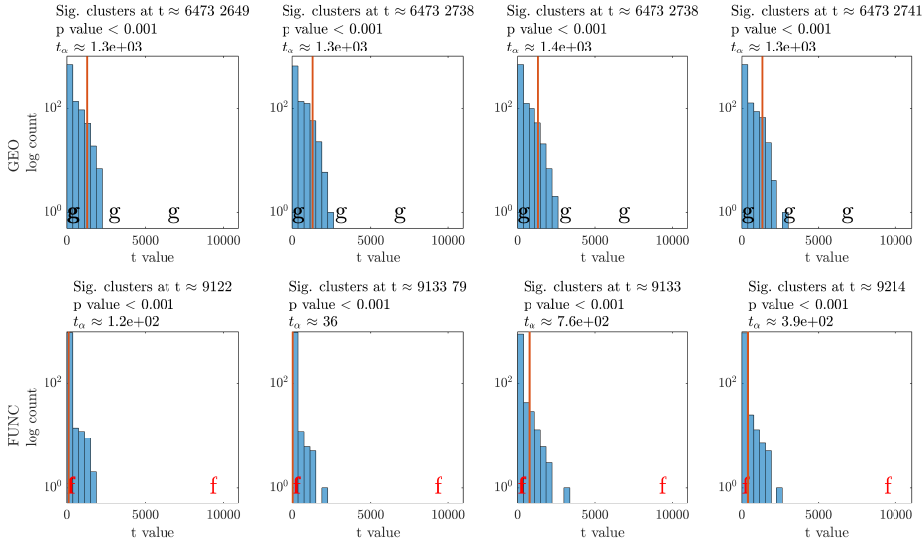 Sig. clusters at t ≈ 6473 2649
p value < 0.001
tα ≈ 1.3e+03
Sig. clusters at t ≈ 6473 2738
p value < 0.001
tα ≈ 1.3e+03
Sig. clusters at t ≈ 6473 2738
p value < 0.001
tα ≈ 1.4e+03
Sig. clusters at t ≈ 6473 2741
p value < 0.001
tα ≈ 1.3e+03
GEO
log count
10²
10⁰
g g g g
0 5000 10000
t value
10²
10⁰
g g g
0 5000 10000
t value
10²
10⁰
g g g
0 5000 10000
t value
10²
10⁰
g g g
0 5000 10000
t value
Sig. clusters at t ≈ 9122
p value < 0.001
tα ≈ 1.2e+02
Sig. clusters at t ≈ 9133 79
p value < 0.001
tα ≈ 36
Sig. clusters at t ≈ 9133
p value < 0.001
tα ≈ 7.6e+02
Sig. clusters at t ≈ 9214
p value < 0.001
tα ≈ 3.9e+02
FUNC
log count
10²
10⁰
f f
0 5000 10000
t value
10²
10⁰
f f
0 5000 10000
t value
10²
10⁰
f f
0 5000 10000
t value
10²
10⁰
f f
0 5000 10000
t value